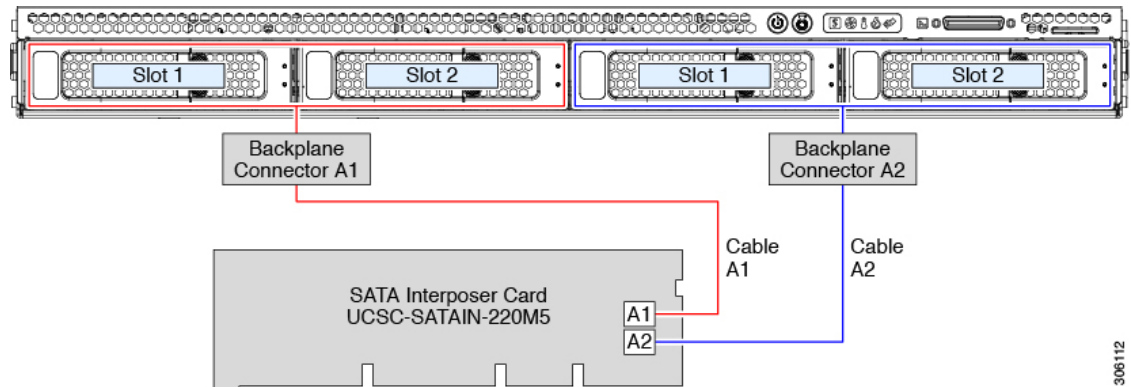 Slot 1
Slot 2
Slot 1
Slot 2
Backplane
Connector A1
Backplane
Connector A2
Cable
A1
Cable
A2
SATA Interposer Card
UCSC-SATAIN-220M5
A1
A2
306112